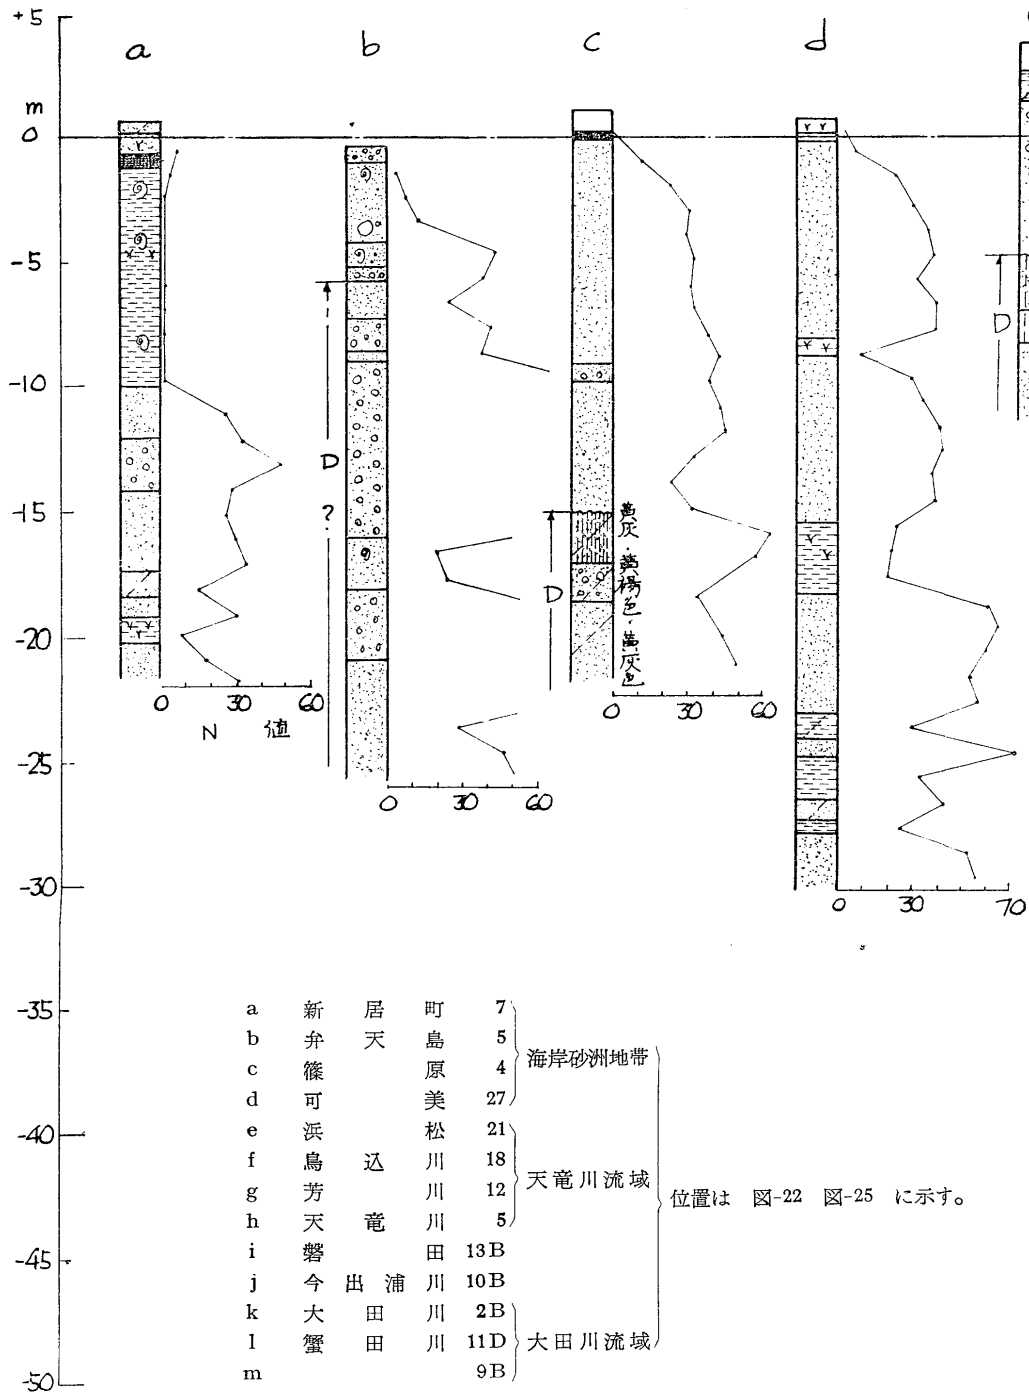 +5
a b c d
m
0
-5
D
-10
D
?
-15
黄灰・黄褐色・黄灰色
D
-20
0 30 60
N 値
0 30 60
-25
0 30 60
-30
0 30 70
-35
a 新居町 7
b 弁天島 5
c 篠原 4
海岸砂洲地帯
d 可美 27
-40
e 浜松 21
f 鳥込川 18
天竜川流域
g 芳川 12
位置は 図-22 図-25 に示す。
h 天竜川 5
-45
i 磐田 13B
j 今出浦川 10B
k 大田川 2B
l 蟹田川 11D
大田川流域
m 9B
-50